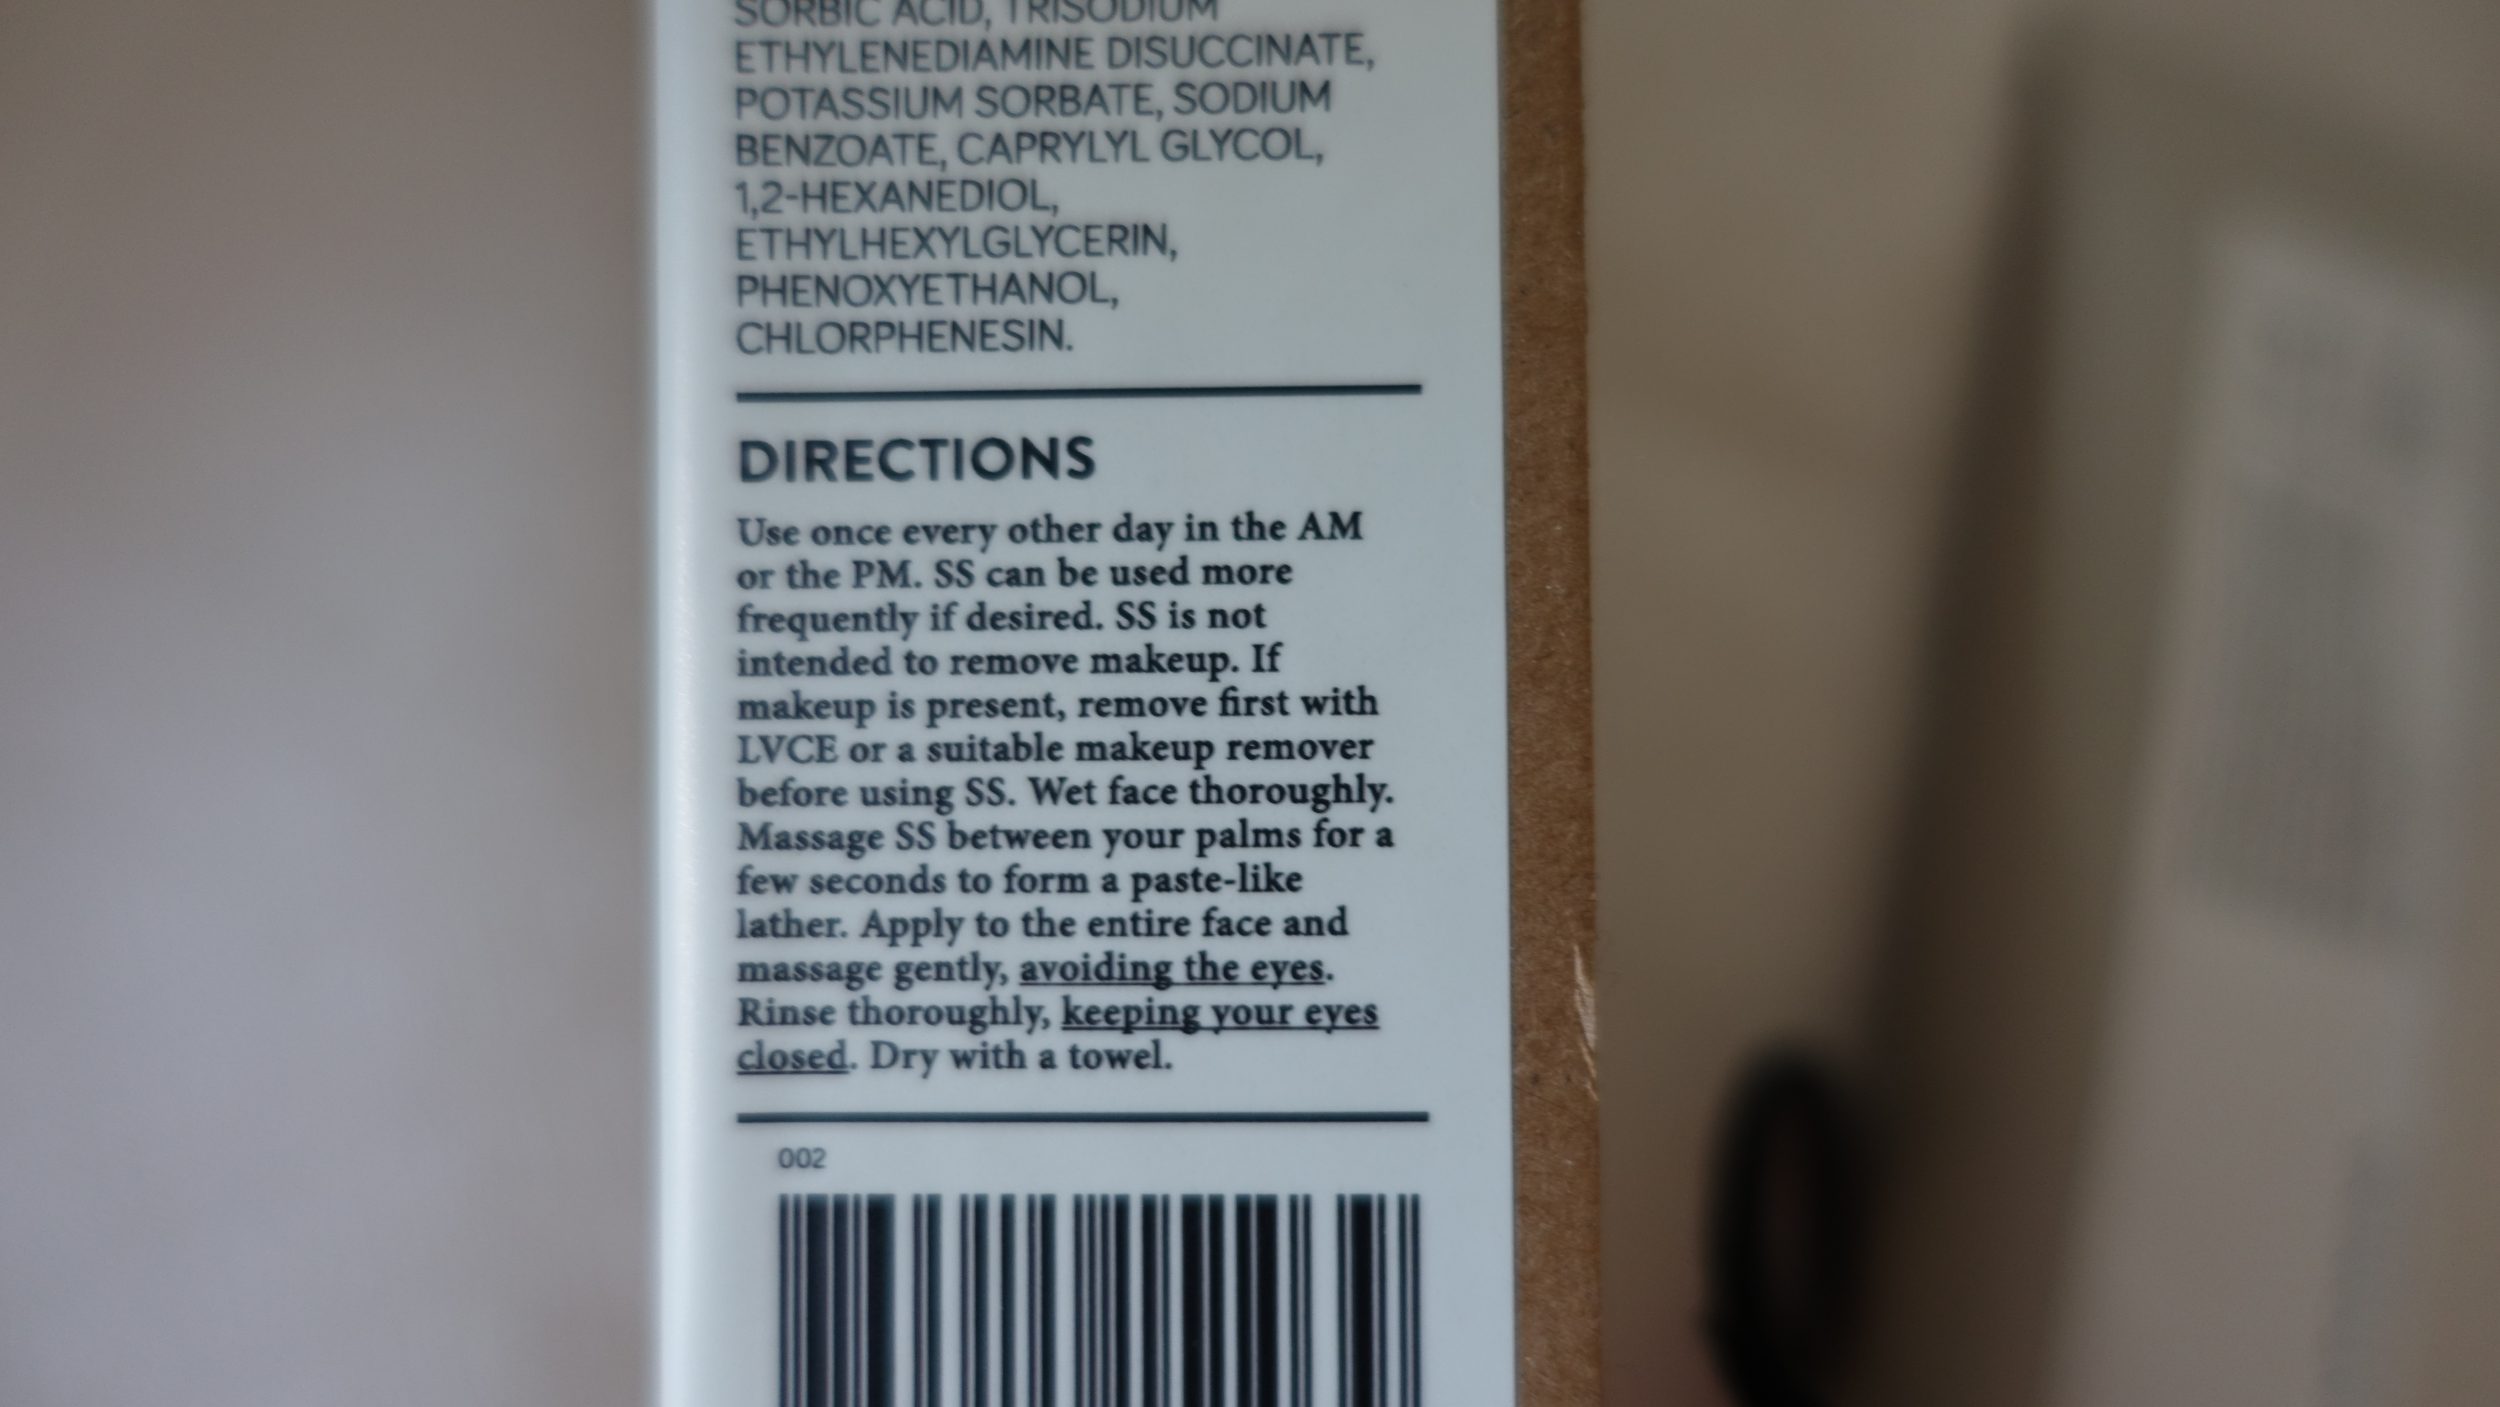 SORBIC ACID, TRISODIUM
ETHYLENEDIAMINE DISUCCINATE,
POTASSIUM SORBATE, SODIUM
BENZOATE, CAPRYLYL GLYCOL,
1,2-HEXANEDIOL,
ETHYLHEXYLGLYCERIN,
PHENOXYETHANOL,
CHLORPHENESIN.
DIRECTIONS
Use once every other day in the AM
or the PM. SS can be used more
frequently if desired. SS is not
intended to remove makeup. If
makeup is present, remove first with
LVCE or a suitable makeup remover
before using SS. Wet face thoroughly.
Massage SS between your palms for a
few seconds to form a paste-like
lather. Apply to the entire face and
massage gently, avoiding the eyes.
Rinse thoroughly, keeping your eyes
closed. Dry with a towel.
002